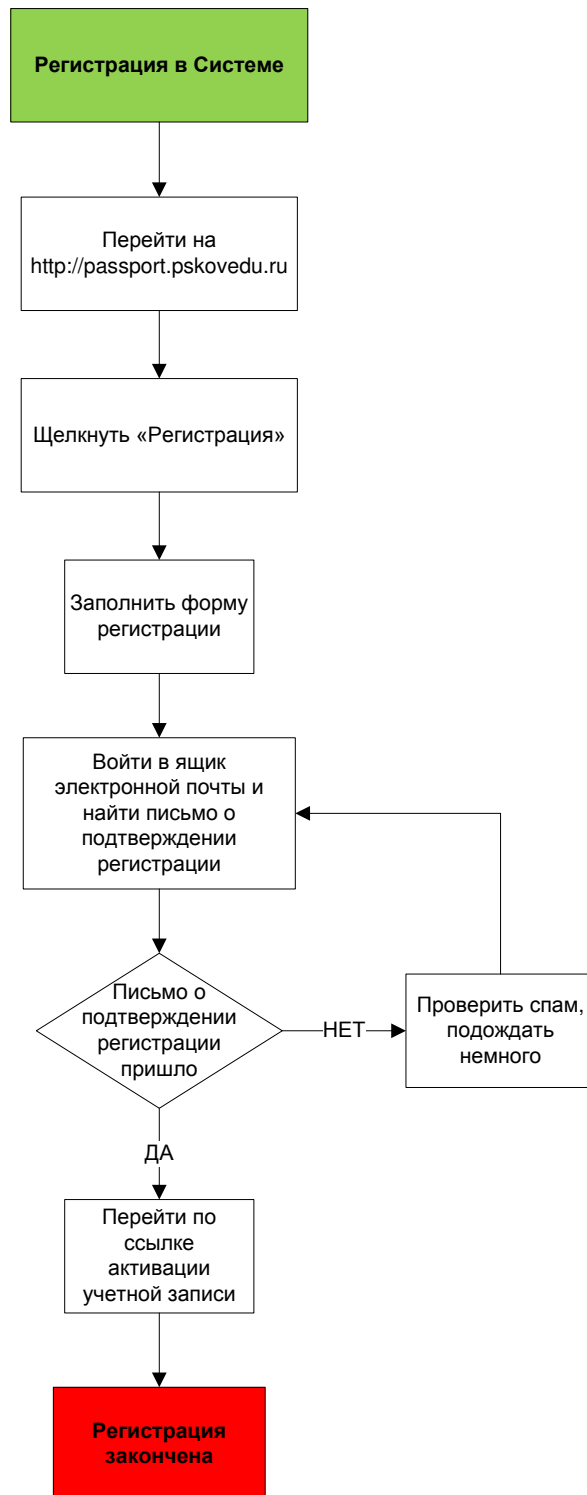 Регистрация в Системе
Перейти на
http://passport.pskovedu.ru
Щелкнуть «Регистрация»
Заполнить форму
регистрации
Войти в ящик
электронной почты и
найти письмо о
подтверждении
регистрации
Письмо о
подтверждении
регистрации
пришло
НЕТ
Проверить спам,
подождать
немного
ДА
Перейти по
ссылке
активации
учетной записи
Регистрация
закончена